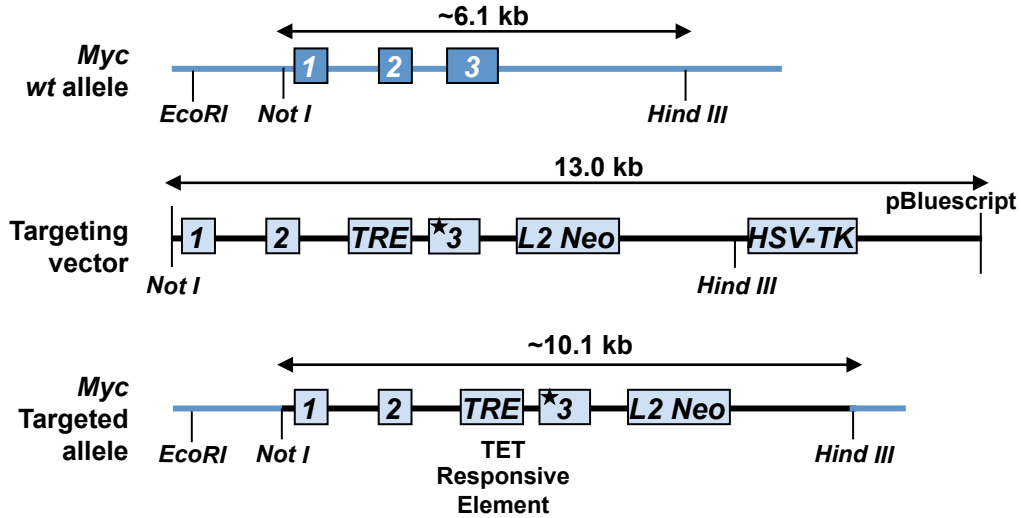 ~6.1 kb
Myc
wt allele
1 2 3
EcoRI Not I Hind III
13.0 kb
pBluescript
Targeting
vector
1 2 TRE ★3 L2 Neo HSV-TK
Not I Hind III
~10.1 kb
Myc
Targeted
allele
1 2 TRE ★3 L2 Neo
EcoRI Not I Hind III
TET
Responsive
Element